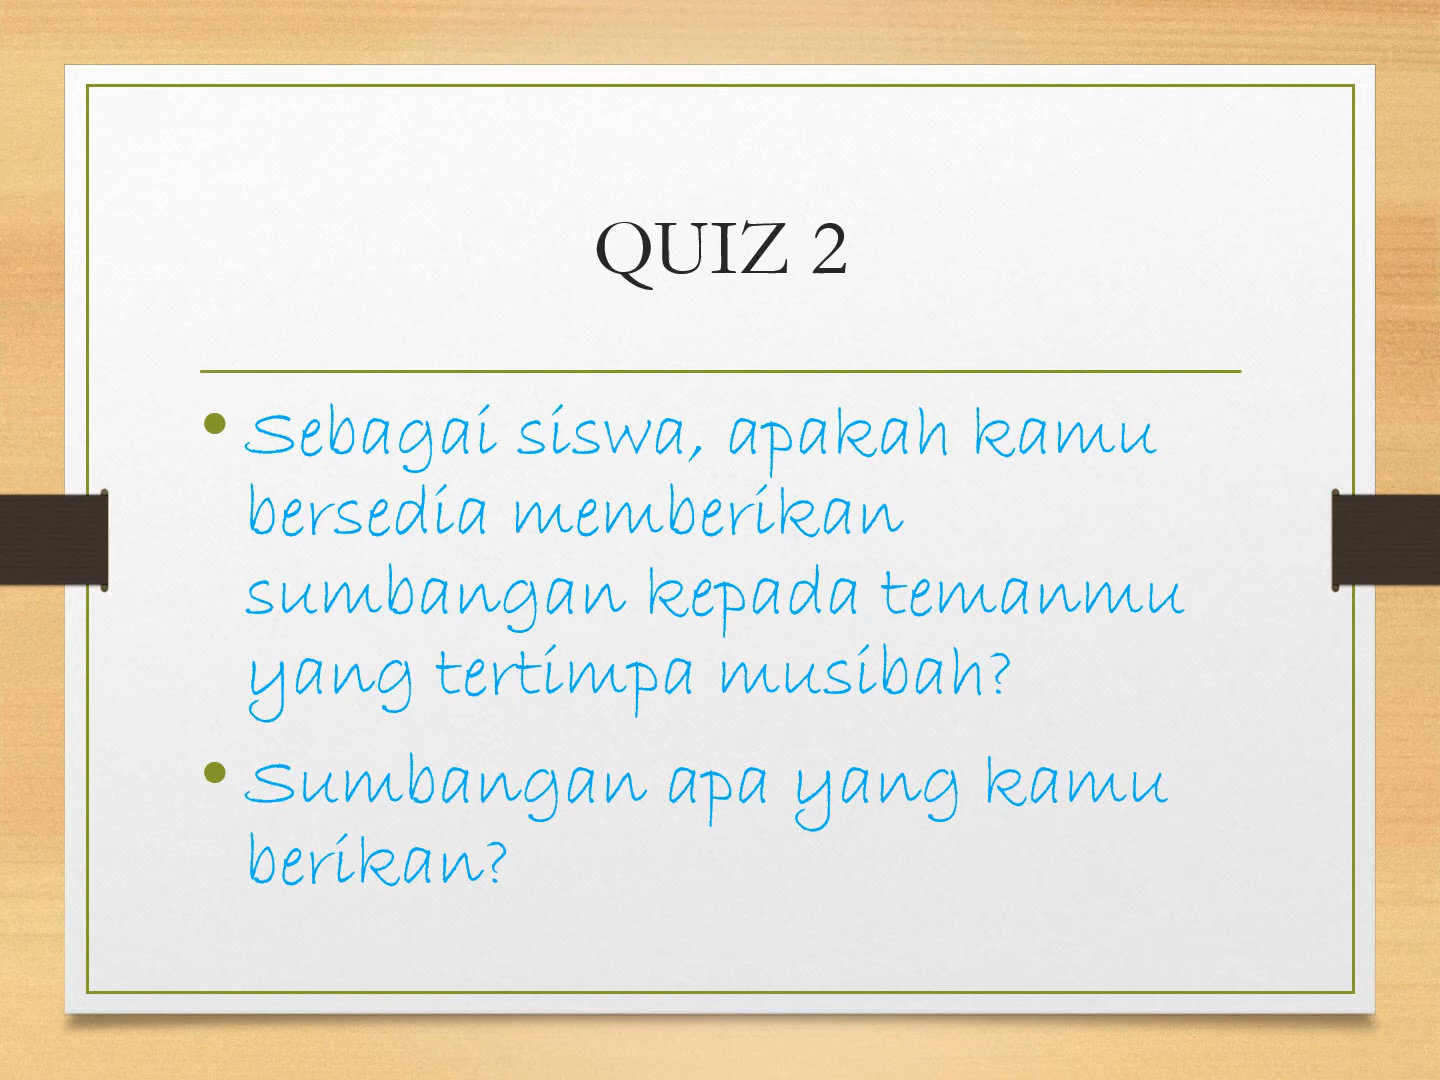 QUIZ 2
• Sebagai siswa, apakah kamu
bersedia memberikan
sumbangan kepada temanmu
yang tertimpa musibah?
• Sumbangan apa yang kamu
berikan?